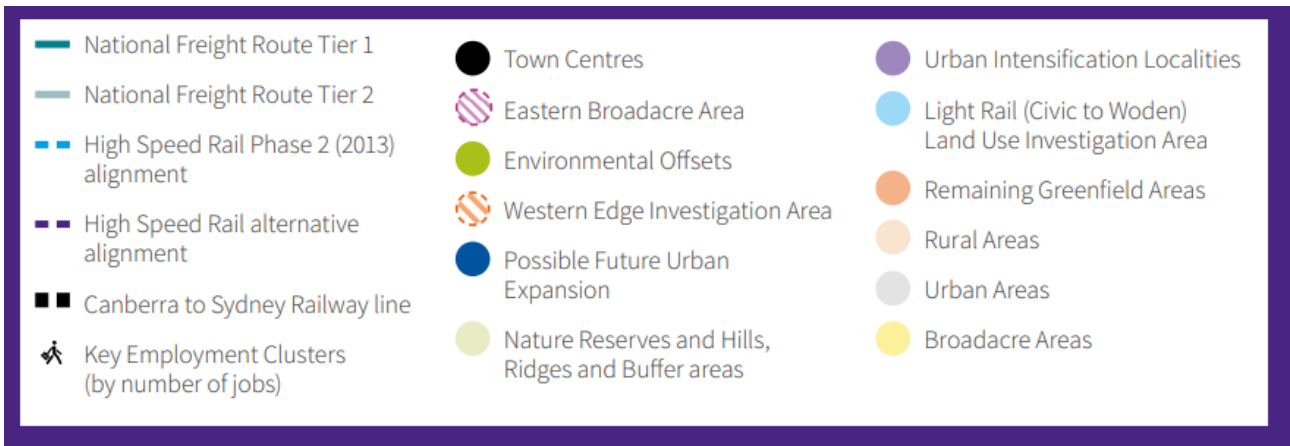 National Freight Route Tier 1
National Freight Route Tier 2
High Speed Rail Phase 2 (2013)
alignment
High Speed Rail alternative
alignment
Canberra to Sydney Railway line
Key Employment Clusters
(by number of jobs)
Town Centres
Eastern Broadacre Area
Environmental Offsets
Western Edge Investigation Area
Possible Future Urban
Expansion
Nature Reserves and Hills,
Ridges and Buffer areas
Urban Intensification Localities
Light Rail (Civic to Woden)
Land Use Investigation Area
Remaining Greenfield Areas
Rural Areas
Urban Areas
Broadacre Areas